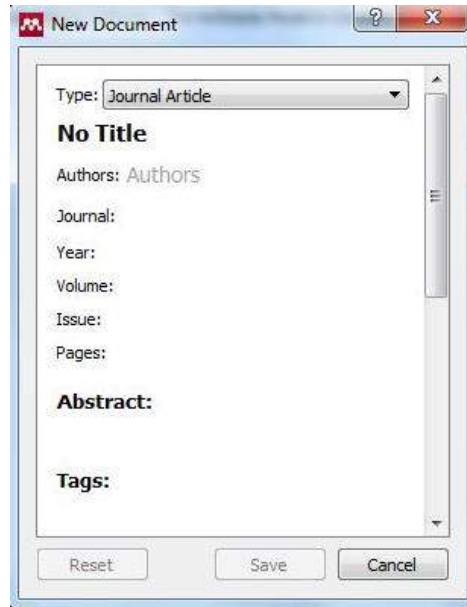 New Document
Type: Journal Article
No Title
Authors: Authors
Journal:
Year:
Volume:
Issue:
Pages:
Abstract:
Tags:
Reset Save Cancel